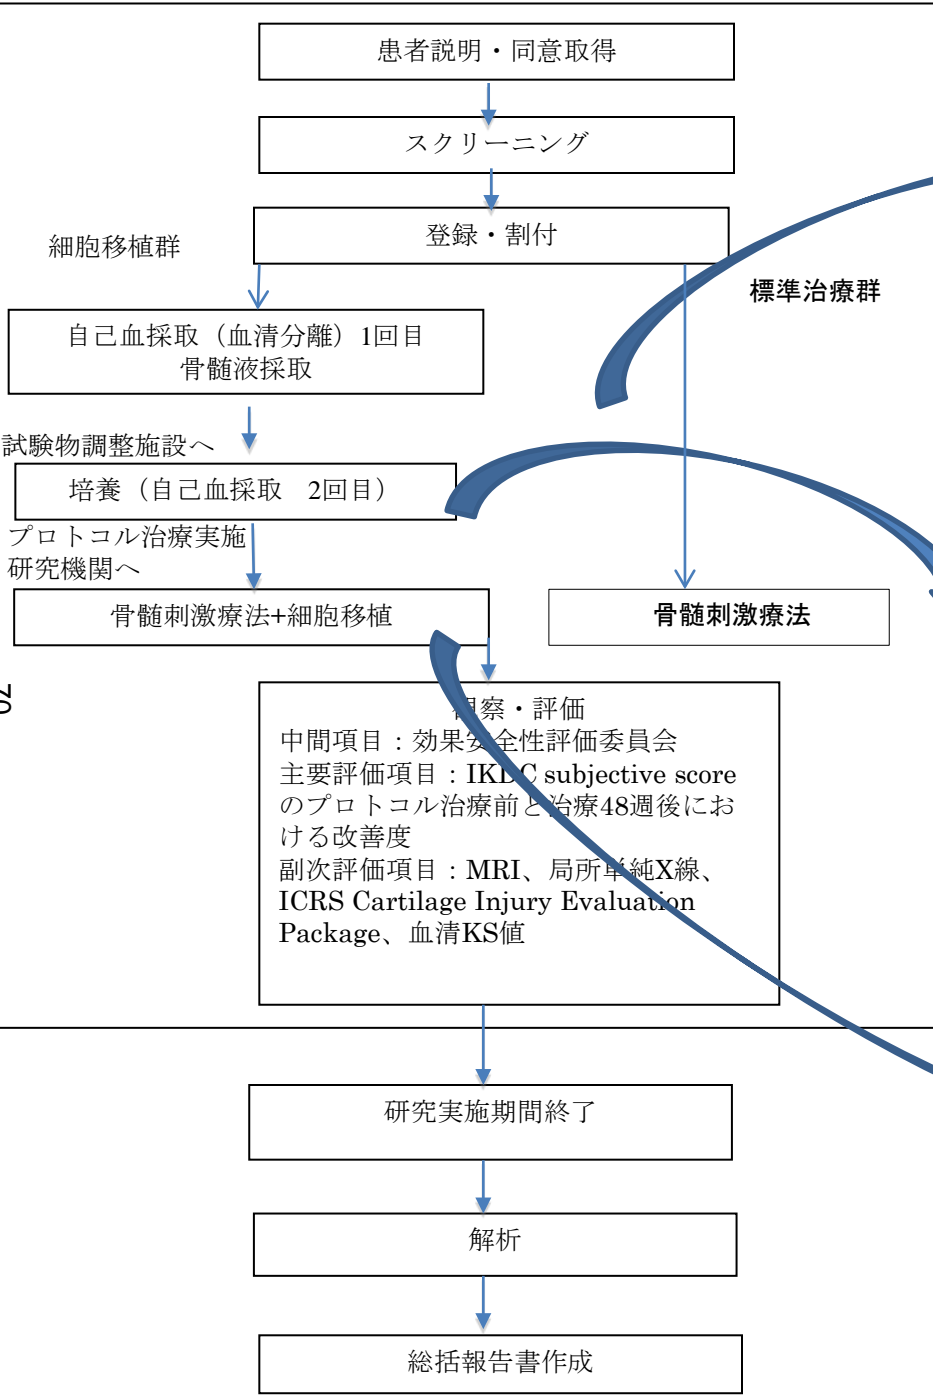 患者説明・同意取得
スクリーニング
登録・割付
細胞移植群
標準治療群
自己血採取（血清分離）1回目
骨髄液採取
試験物調整施設へ
培養（自己血採取　2回目）
プロトコル治療実施
研究機関へ
骨髄刺激療法+細胞移植
骨髄刺激療法
観察・評価
中間項目：効果安全性評価委員会
主要評価項目：IKDC subjective score
のプロトコル治療前と治療48週後にお
ける改善度
副次評価項目：MRI、局所単純X線、
ICRS Cartilage Injury Evaluation
Package、血清KS値
研究実施期間終了
解析
総括報告書作成